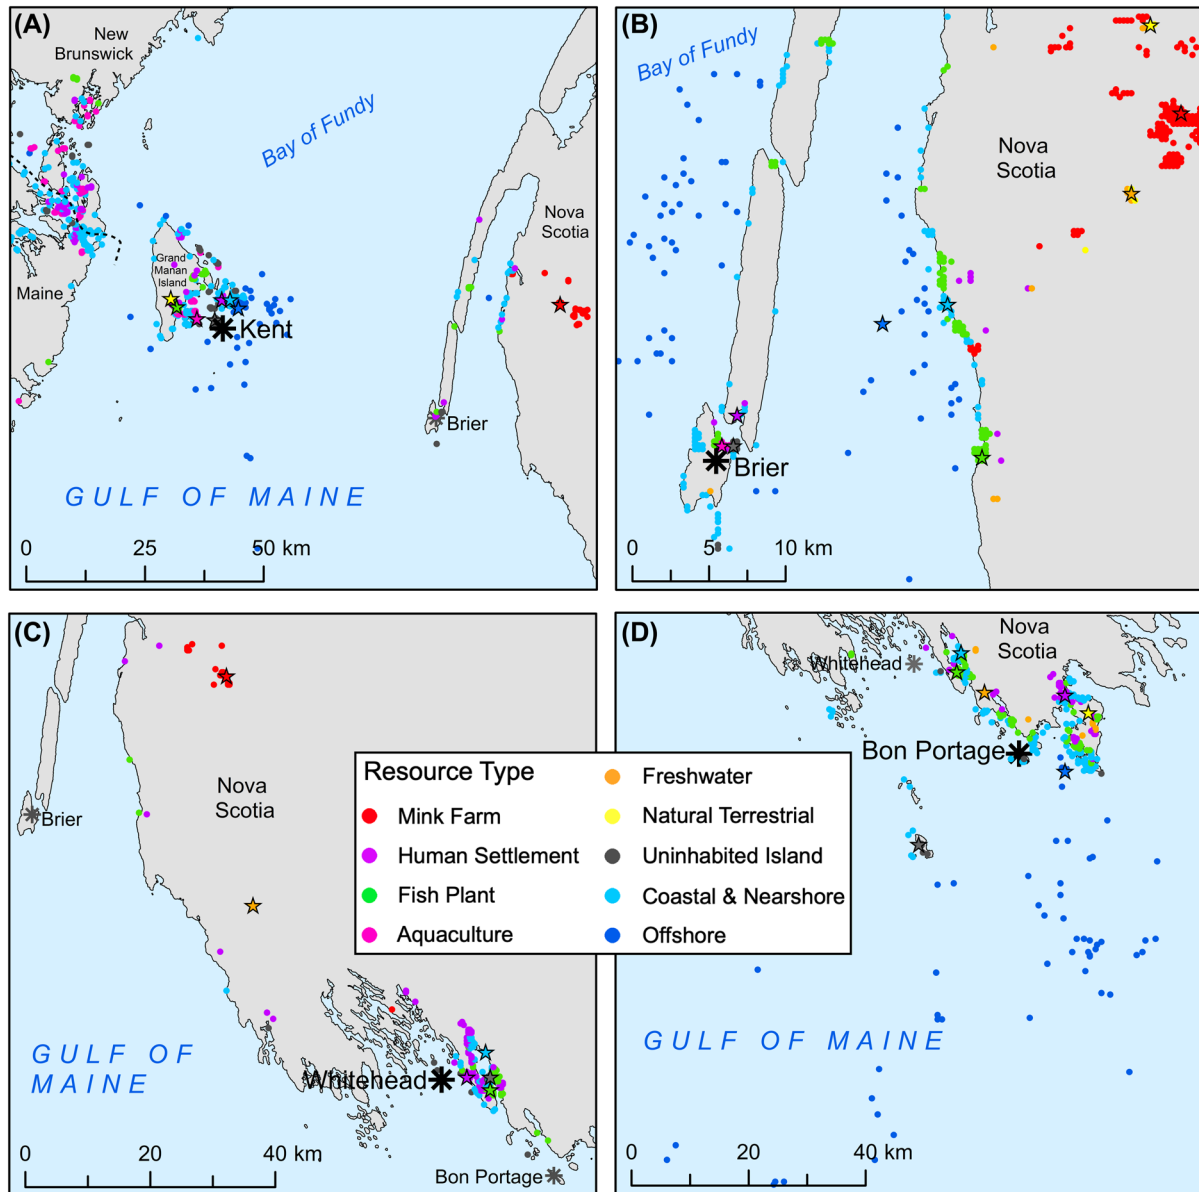 (A)
New
Brunswick
Bay of Fundy
Nova
Scotia
Grand
Manan
Island
Maine
Kent
Brier
GULF OF MAINE
0 25 50 km
(B)
Bay of Fundy
Nova
Scotia
Brier
0 5 10 km
(C)
Nova
Scotia
Brier
GULF OF
MAINE
Whitehead
Bon Portage
0 20 40 km
(D)
Nova
Scotia
Whitehead
Bon Portage
GULF OF MAINE
0 20 40 km
Resource Type
Mink Farm
Human Settlement
Fish Plant
Aquaculture
Freshwater
Natural Terrestrial
Uninhabited Island
Coastal & Nearshore
Offshore